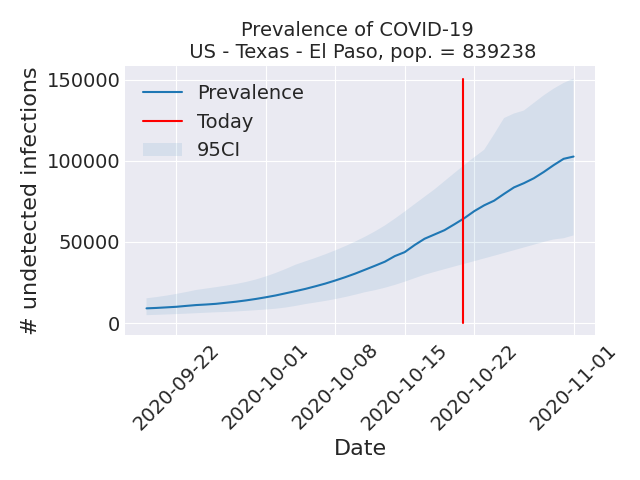 Prevalence of COVID-19
US - Texas - El Paso, pop. = 839238
# undetected infections
150000
100000
50000
0
Prevalence
Today
95CI
2020-09-22
2020-10-01
2020-10-08
2020-10-15
2020-10-22
2020-11-01
Date